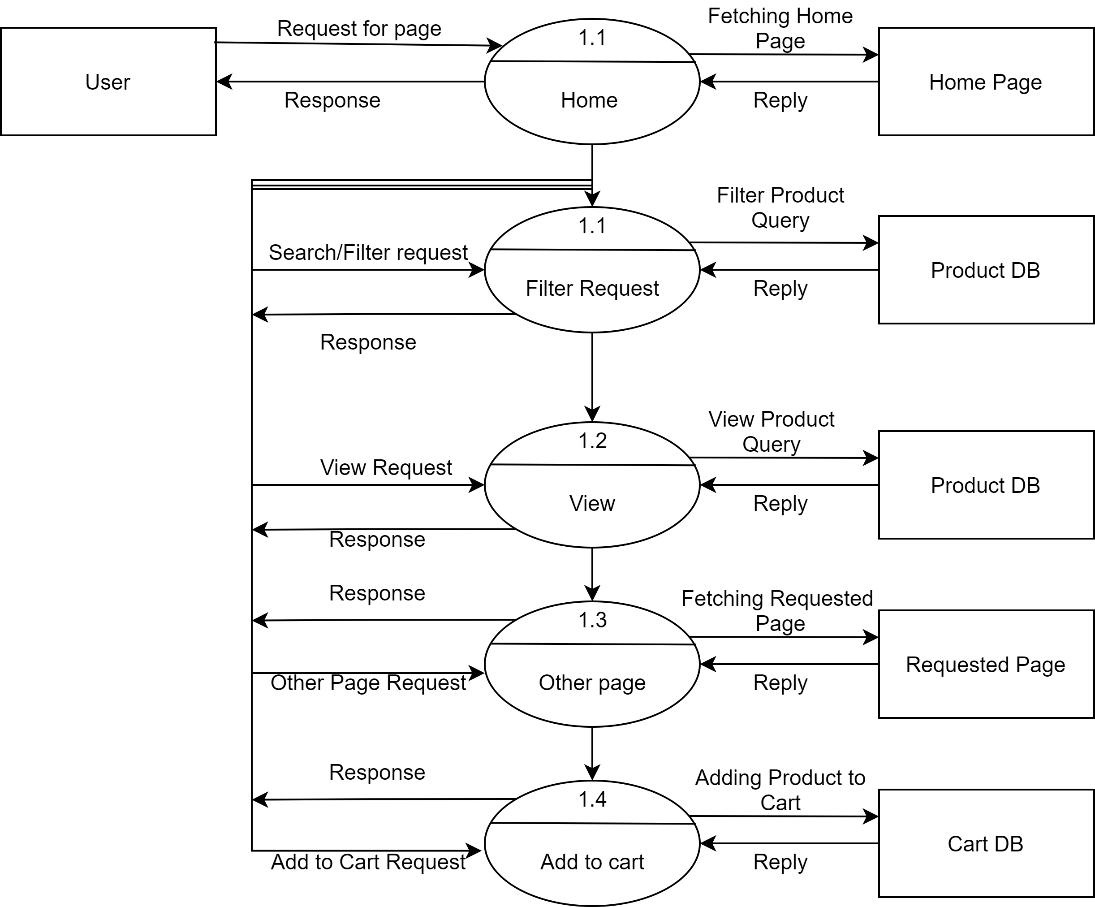 Request for page
Fetching Home
Page
1.1
User
Home Page
Response
Home
Reply
Filter Product
Query
1.1
Search/Filter request
Product DB
Filter Request
Reply
Response
View Product
Query
1.2
View Request
Product DB
View
Reply
Response
Response
Fetching Requested
Page
1.3
Requested Page
Other Page Request
Other page
Reply
Response
Adding Product to
Cart
1.4
Cart DB
Add to Cart Request
Add to cart
Reply